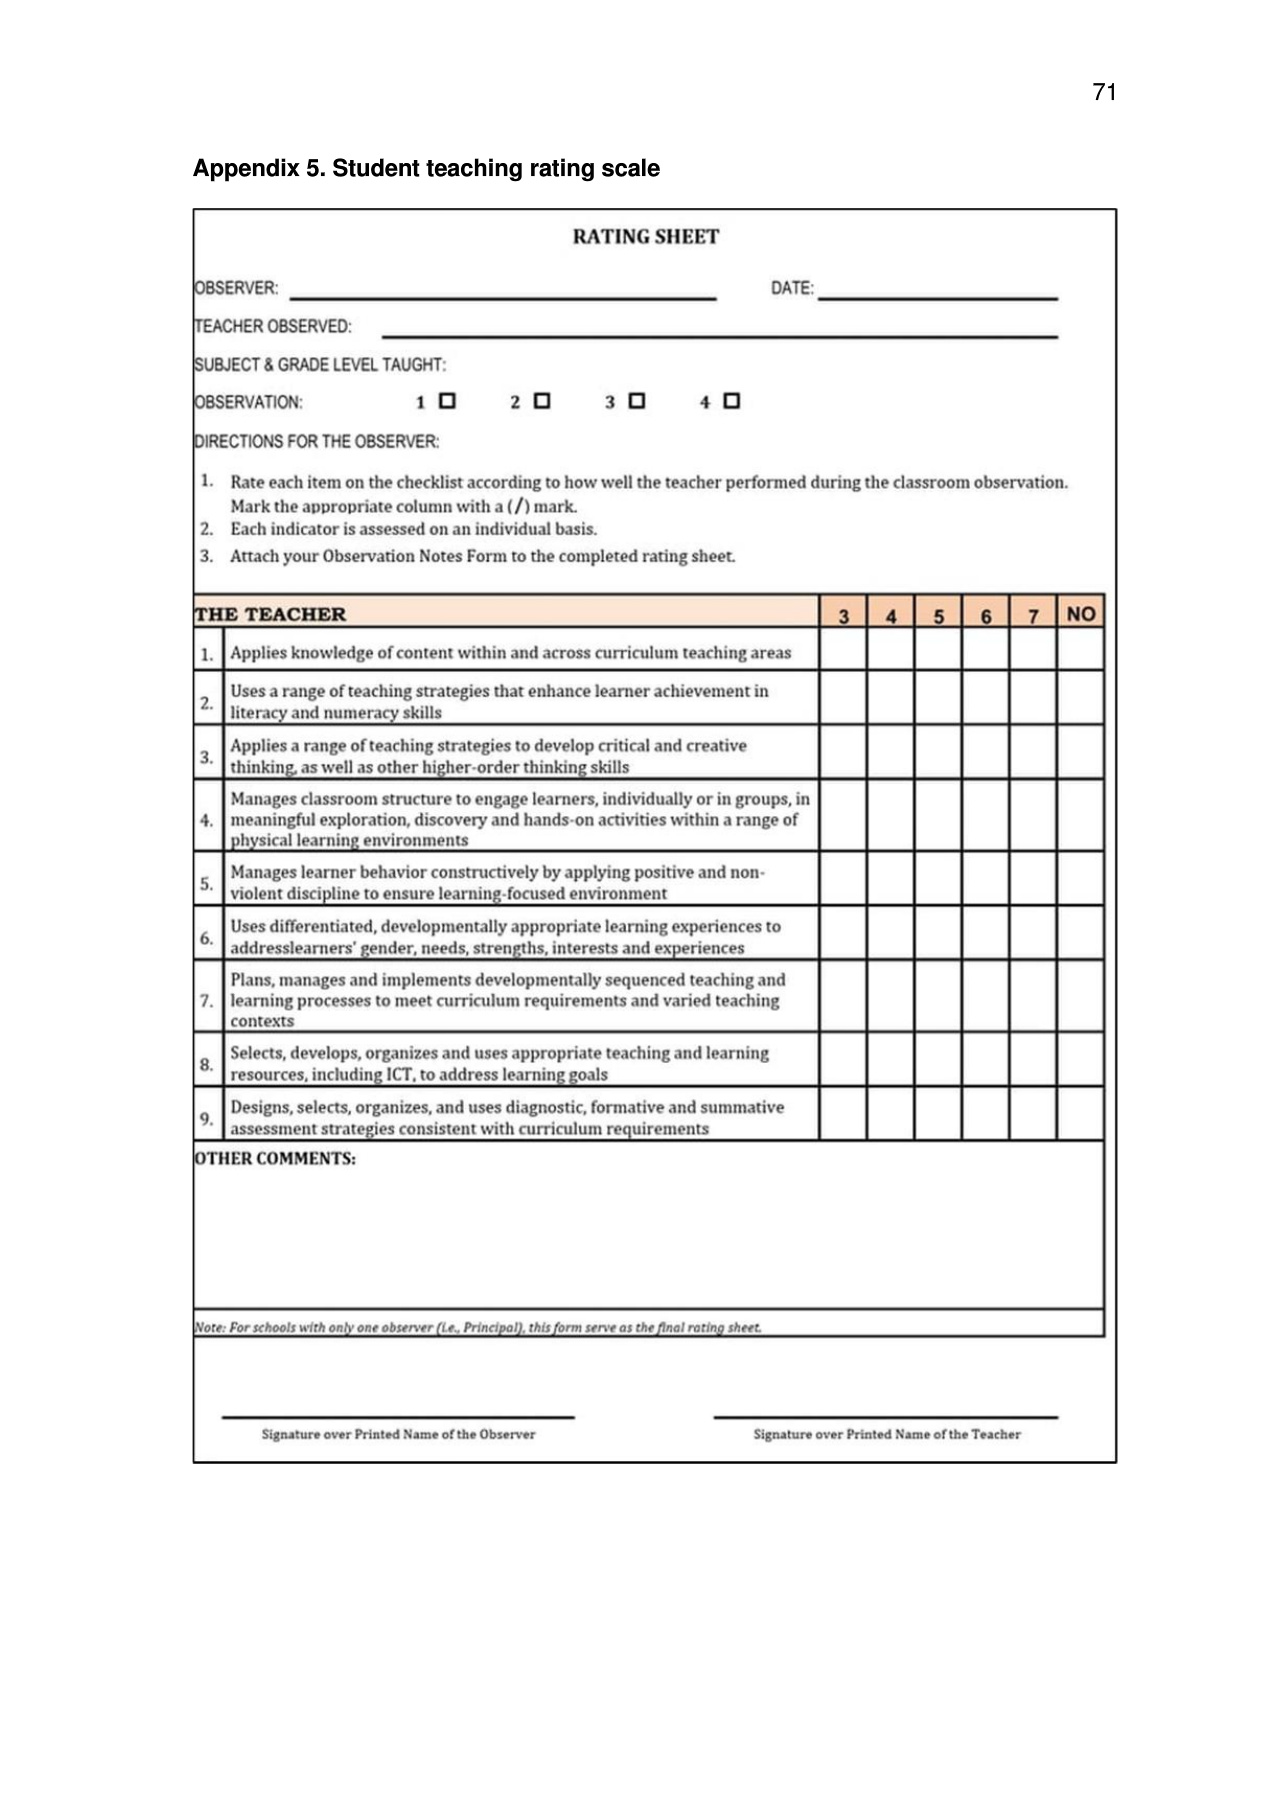 71
Appendix 5. Student teaching rating scale
RATING SHEET
OBSERVER: DATE:
TEACHER OBSERVED:
SUBJECT & GRADE LEVEL TAUGHT:
OBSERVATION: 1 ☐ 2 ☐ 3 ☐ 4 ☐
DIRECTIONS FOR THE OBSERVER:
1. Rate each item on the checklist according to how well the teacher performed during the classroom observation.
Mark the appropriate column with a (/) mark.
2. Each indicator is assessed on an individual basis.
3. Attach your Observation Notes Form to the completed rating sheet.
THE TEACHER 3 4 5 6 7 NO
1. Applies knowledge of content within and across curriculum teaching areas
2. Uses a range of teaching strategies that enhance learner achievement in
literacy and numeracy skills
3. Applies a range of teaching strategies to develop critical and creative
thinking, as well as other higher-order thinking skills
4. Manages classroom structure to engage learners, individually or in groups, in
meaningful exploration, discovery and hands-on activities within a range of
physical learning environments
5. Manages learner behavior constructively by applying positive and non-
violent discipline to ensure learning-focused environment
6. Uses differentiated, developmentally appropriate learning experiences to
addresslearners' gender, needs, strengths, interests and experiences
7. Plans, manages and implements developmentally sequenced teaching and
learning processes to meet curriculum requirements and varied teaching
contexts
8. Selects, develops, organizes and uses appropriate teaching and learning
resources, including ICT, to address learning goals
9. Designs, selects, organizes, and uses diagnostic, formative and summative
assessment strategies consistent with curriculum requirements
OTHER COMMENTS:
Note: For schools with only one observer (i.e., Principal), this form serve as the final rating sheet.
Signature over Printed Name of the Observer Signature over Printed Name of the Teacher